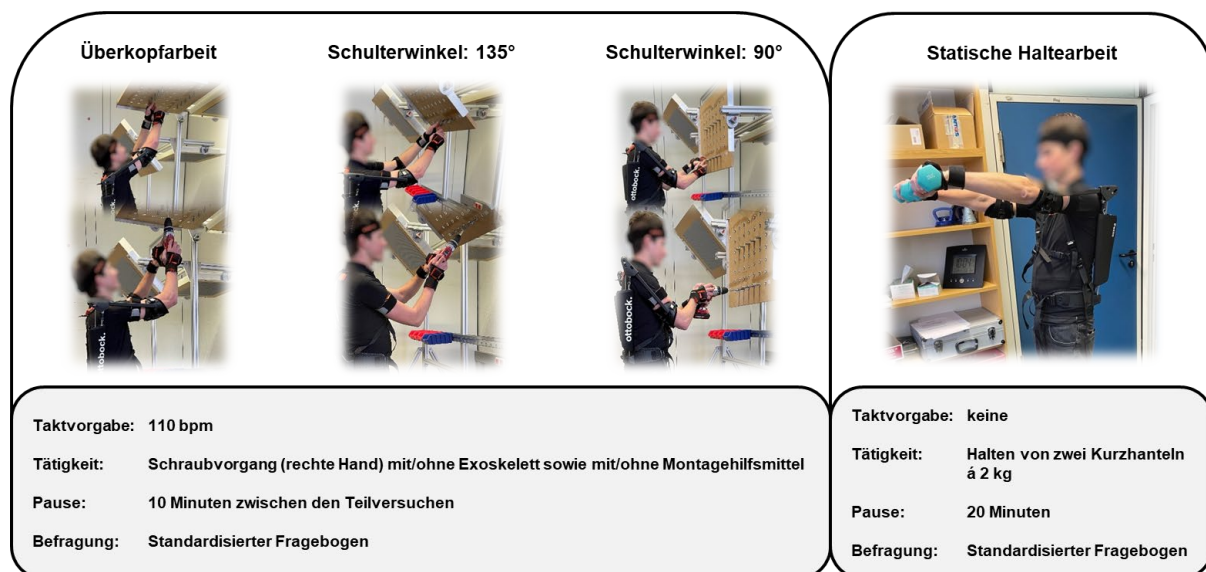 Überkopfarbeit
Schulterwinkel: 135°
Schulterwinkel: 90°
Statische Haltearbeit
ottobock.
ottobock.
ottobock.
ottobock.
Taktvorgabe: 110 bpm
Tätigkeit: Schraubvorgang (rechte Hand) mit/ohne Exoskelett sowie mit/ohne Montagehilfsmittel
Pause: 10 Minuten zwischen den Teilversuchen
Befragung: Standardisierter Fragebogen
Taktvorgabe: keine
Tätigkeit: Halten von zwei Kurzhanteln
á 2 kg
Pause: 20 Minuten
Befragung: Standardisierter Fragebogen